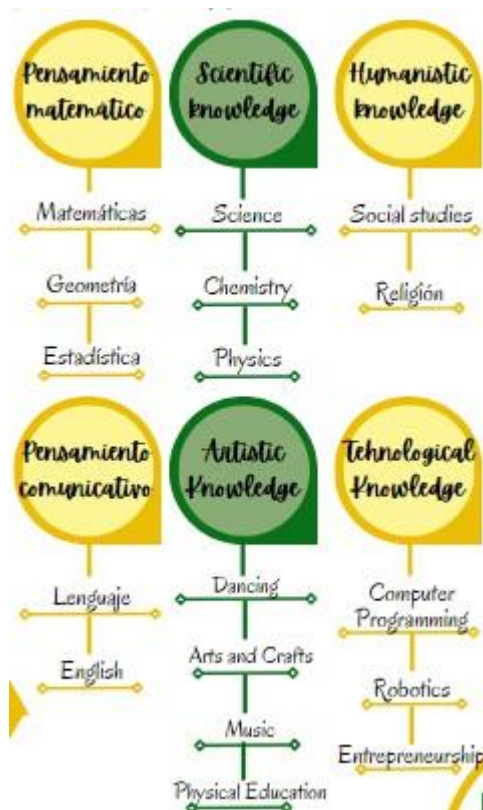 Pensamiento
matemático
Matemáticas
Geometría
Estadística
Scientific
knowledge
Science
Chemistry
Physics
Humanistic
knowledge
Social studies
Religión
Pensamiento
comunicativo
Lenguaje
English
Artistic
Knowledge
Dancing
Arts and Crafts
Music
Physical Education
Tehnological
Knowledge
Computer
Programming
Robotics
Entrepreneurship